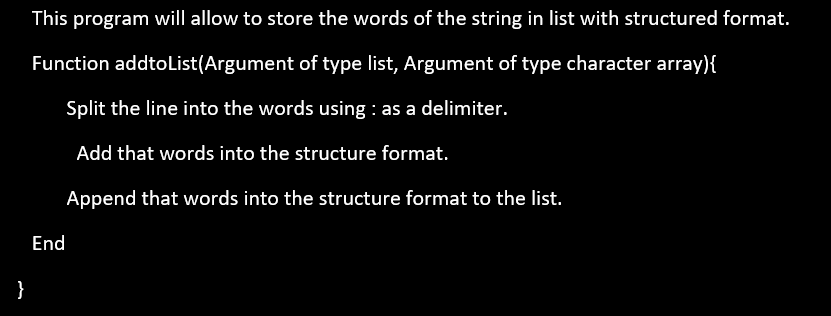 This program will allow to store the words of the string in list with structured format.
Function addtoList(Argument of type list, Argument of type character array){
Split the line into the words using : as a delimiter.
Add that words into the structure format.
Append that words into the structure format to the list.
End
}